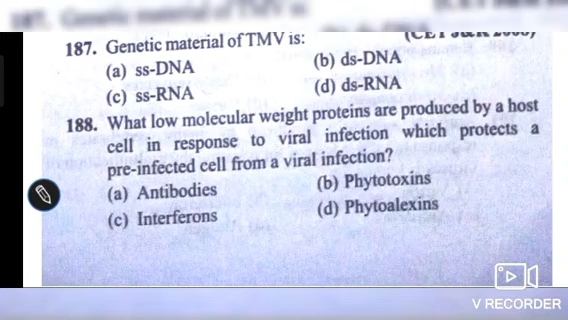 187. Genetic material of TMV is:
(a) ss-DNA (b) ds-DNA
(c) ss-RNA (d) ds-RNA
188. What low molecular weight proteins are produced by a host
cell in response to viral infection which protects a
pre-infected cell from a viral infection?
(a) Antibodies (b) Phytotoxins
(c) Interferons (d) Phytoalexins
V RECORDER